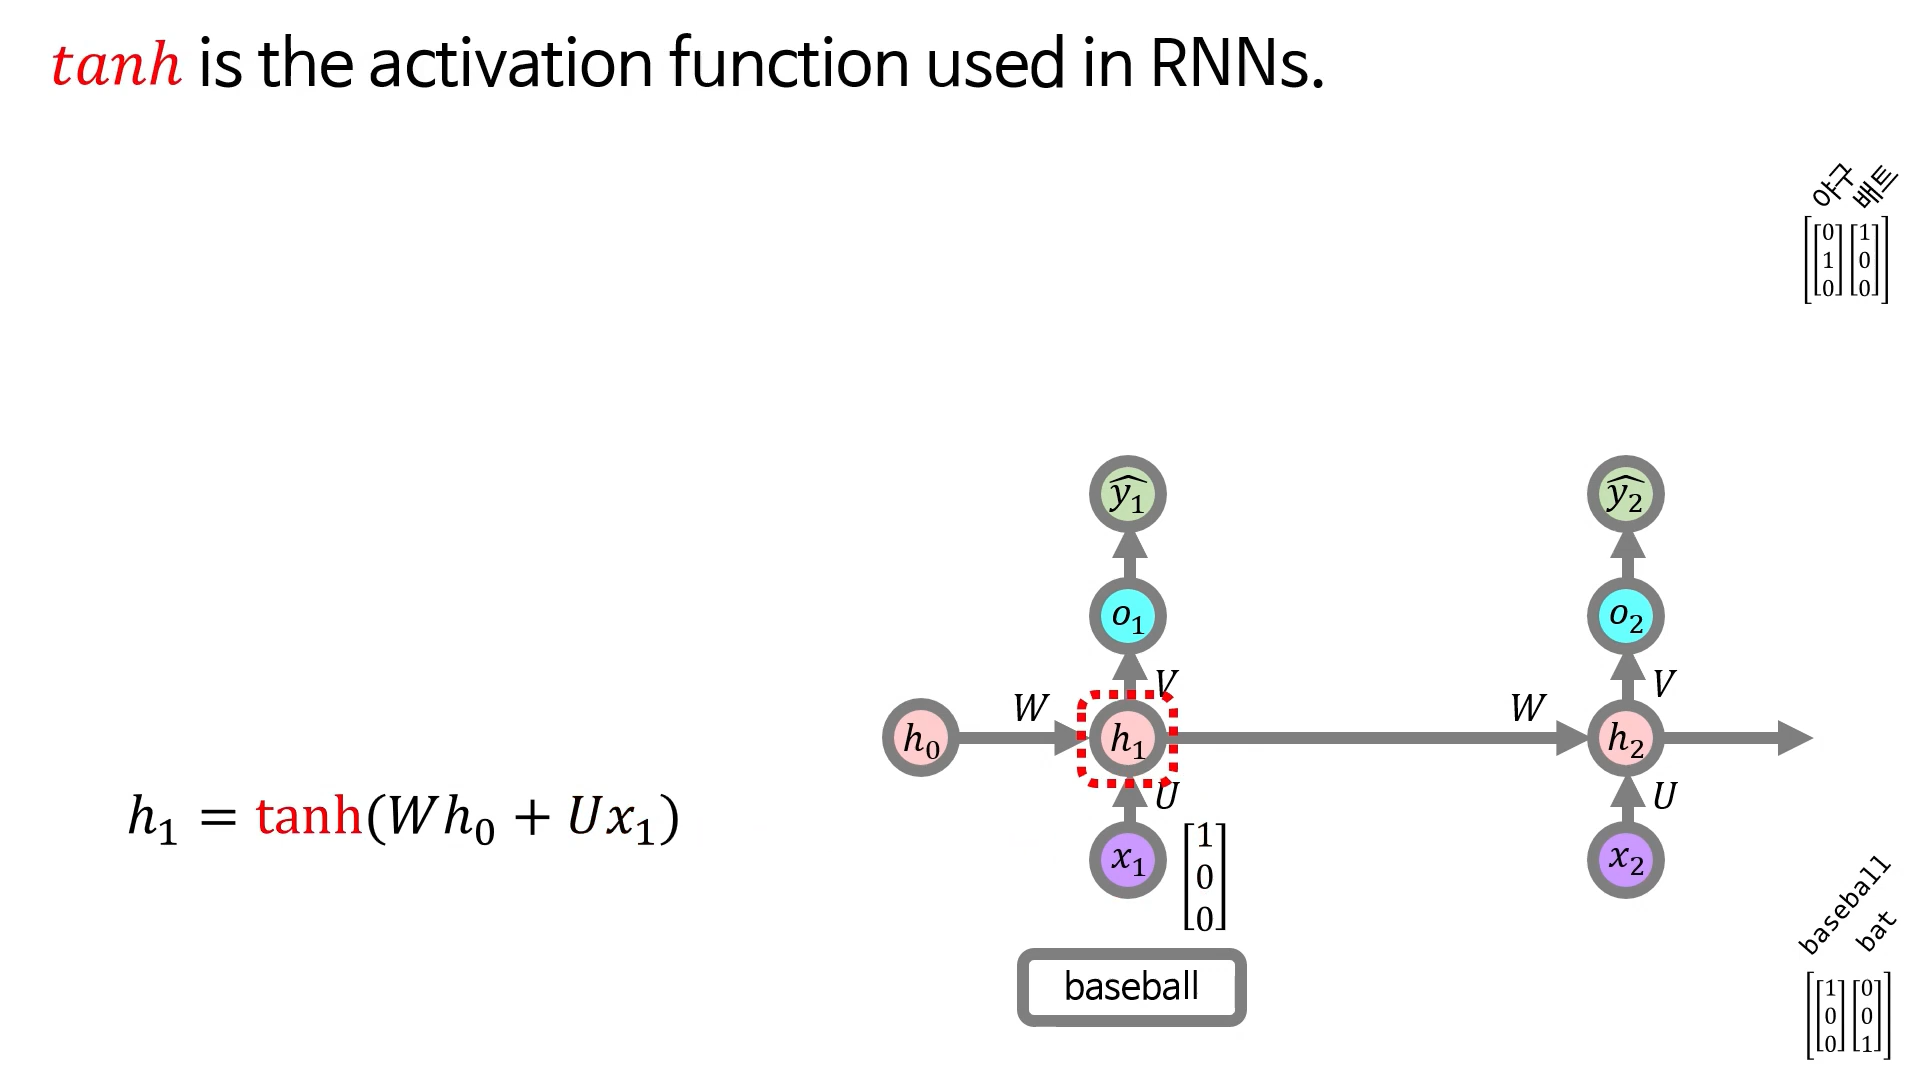 tanh is the activation function used in RNNs.
야구 배트
[[0 1 0] [1 0 0]]
ŷ₁ ŷ₂
o₁ o₂
V V
W W
h₀ h₁ h₂
U U
h₁ = tanh(Wh₀ + Ux₁)
x₁ [1 0 0] x₂
baseball
baseball bat
[[1 0 0] [0 0 1]]